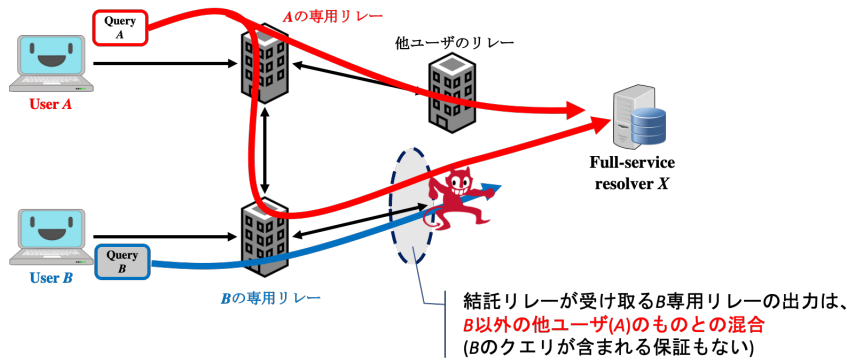 Query
A
Aの専用リレー
他ユーザのリレー
User A
Full-service
resolver X
User B
Query
B
Bの専用リレー
結託リレーが受け取るB専用リレーの出力は、
B以外の他ユーザ(A)のものとの混合
(Bのクエリが含まれる保証もない)